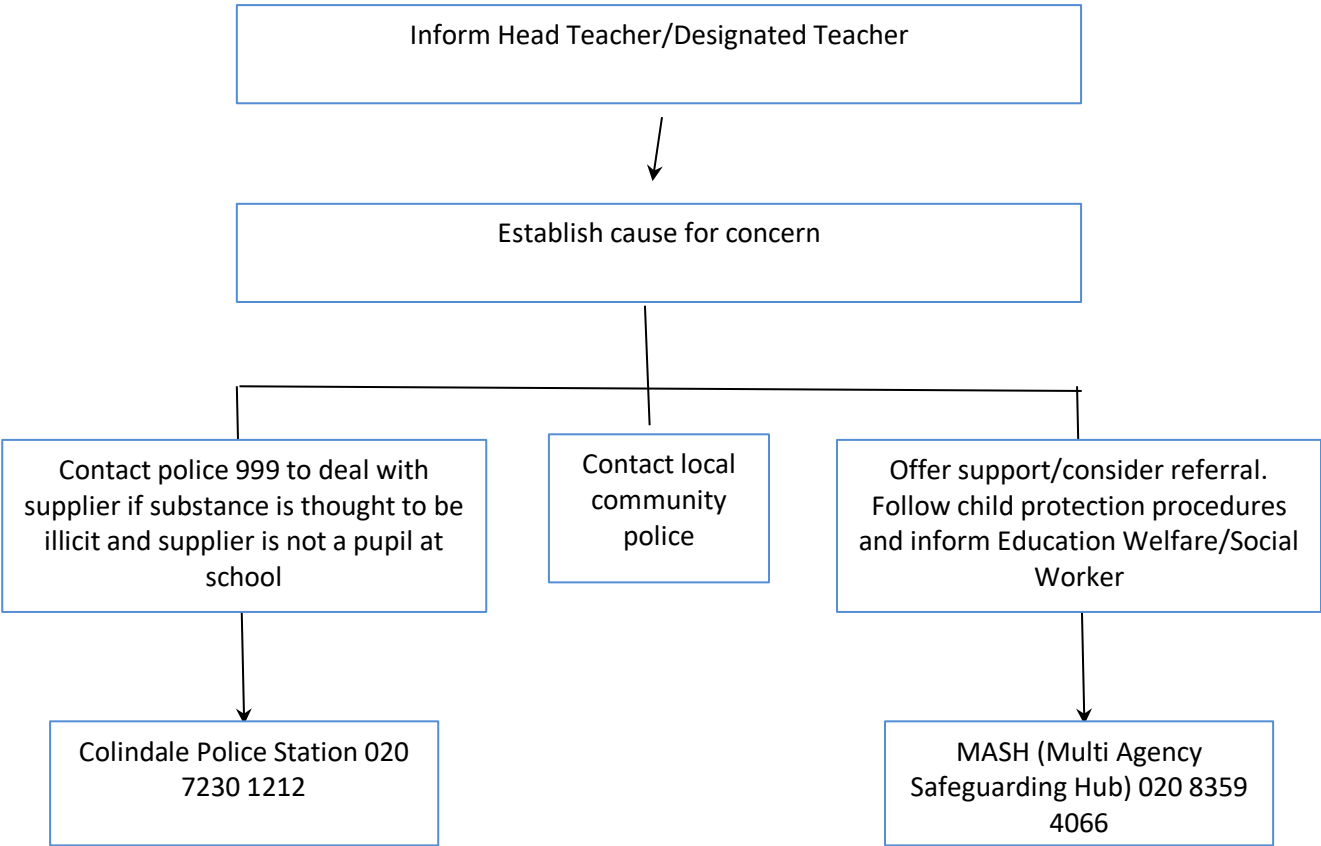 Inform Head Teacher/Designated Teacher
Establish cause for concern
Contact police 999 to deal with
supplier if substance is thought to be
illicit and supplier is not a pupil at
school
Contact local
community
police
Offer support/consider referral.
Follow child protection procedures
and inform Education Welfare/Social
Worker
Colindale Police Station 020
7230 1212
MASH (Multi Agency
Safeguarding Hub) 020 8359
4066